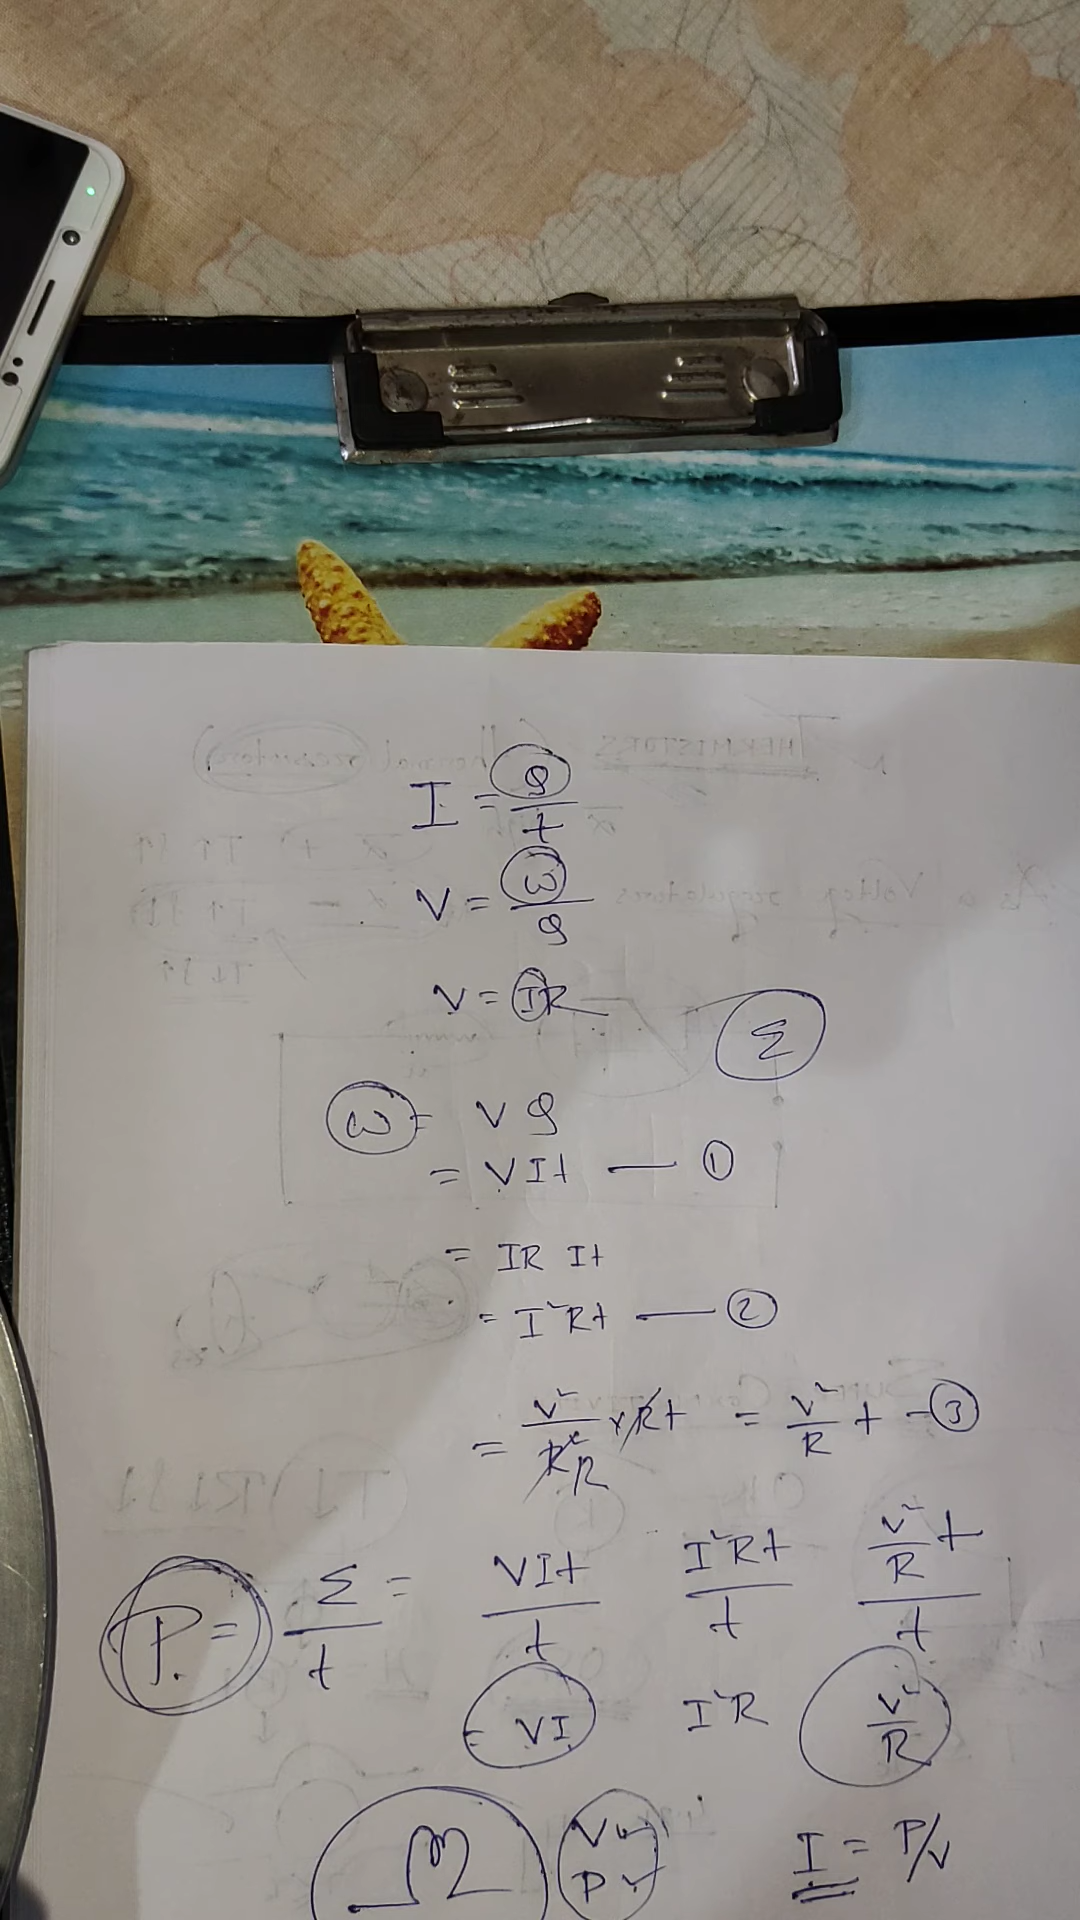 I = Q/t
V = W/Q
V = IR
E
W = VQ
= VIt — ①
= IR It
= I²Rt — ②
= V²/R² × Rt = V²/R t — ③
P = E/t = VIt/t I²Rt/t V²/R t/t
= VI I²R V²/R
V ✓
P ✓ I = P/V